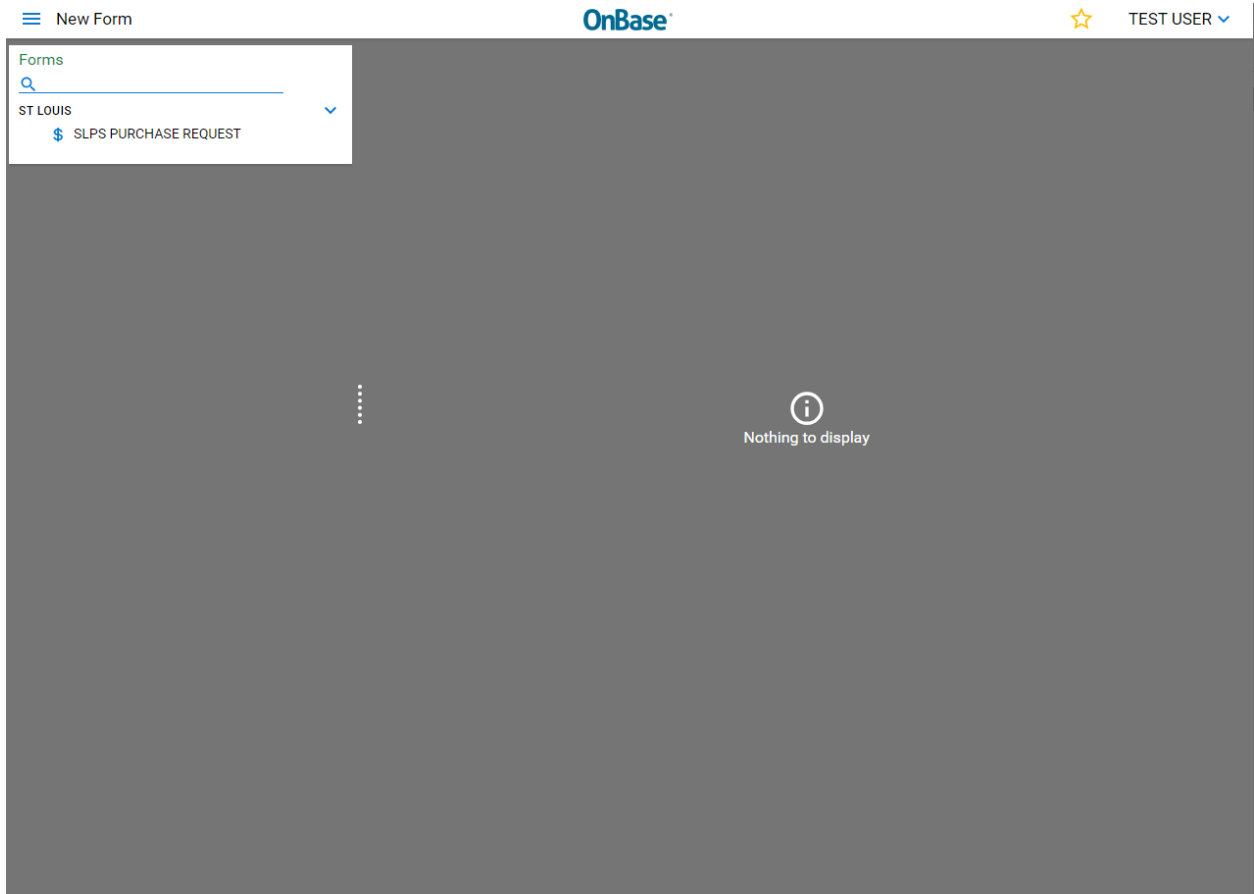 New Form
OnBase
TEST USER
Forms
ST LOUIS
$ SLPS PURCHASE REQUEST
Nothing to display